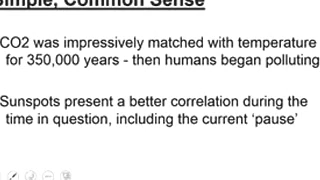 Simple, Common Sense
CO2 was impressively matched with temperature
for 350,000 years - then humans began polluting
Sunspots present a better correlation during the
time in question, including the current 'pause'